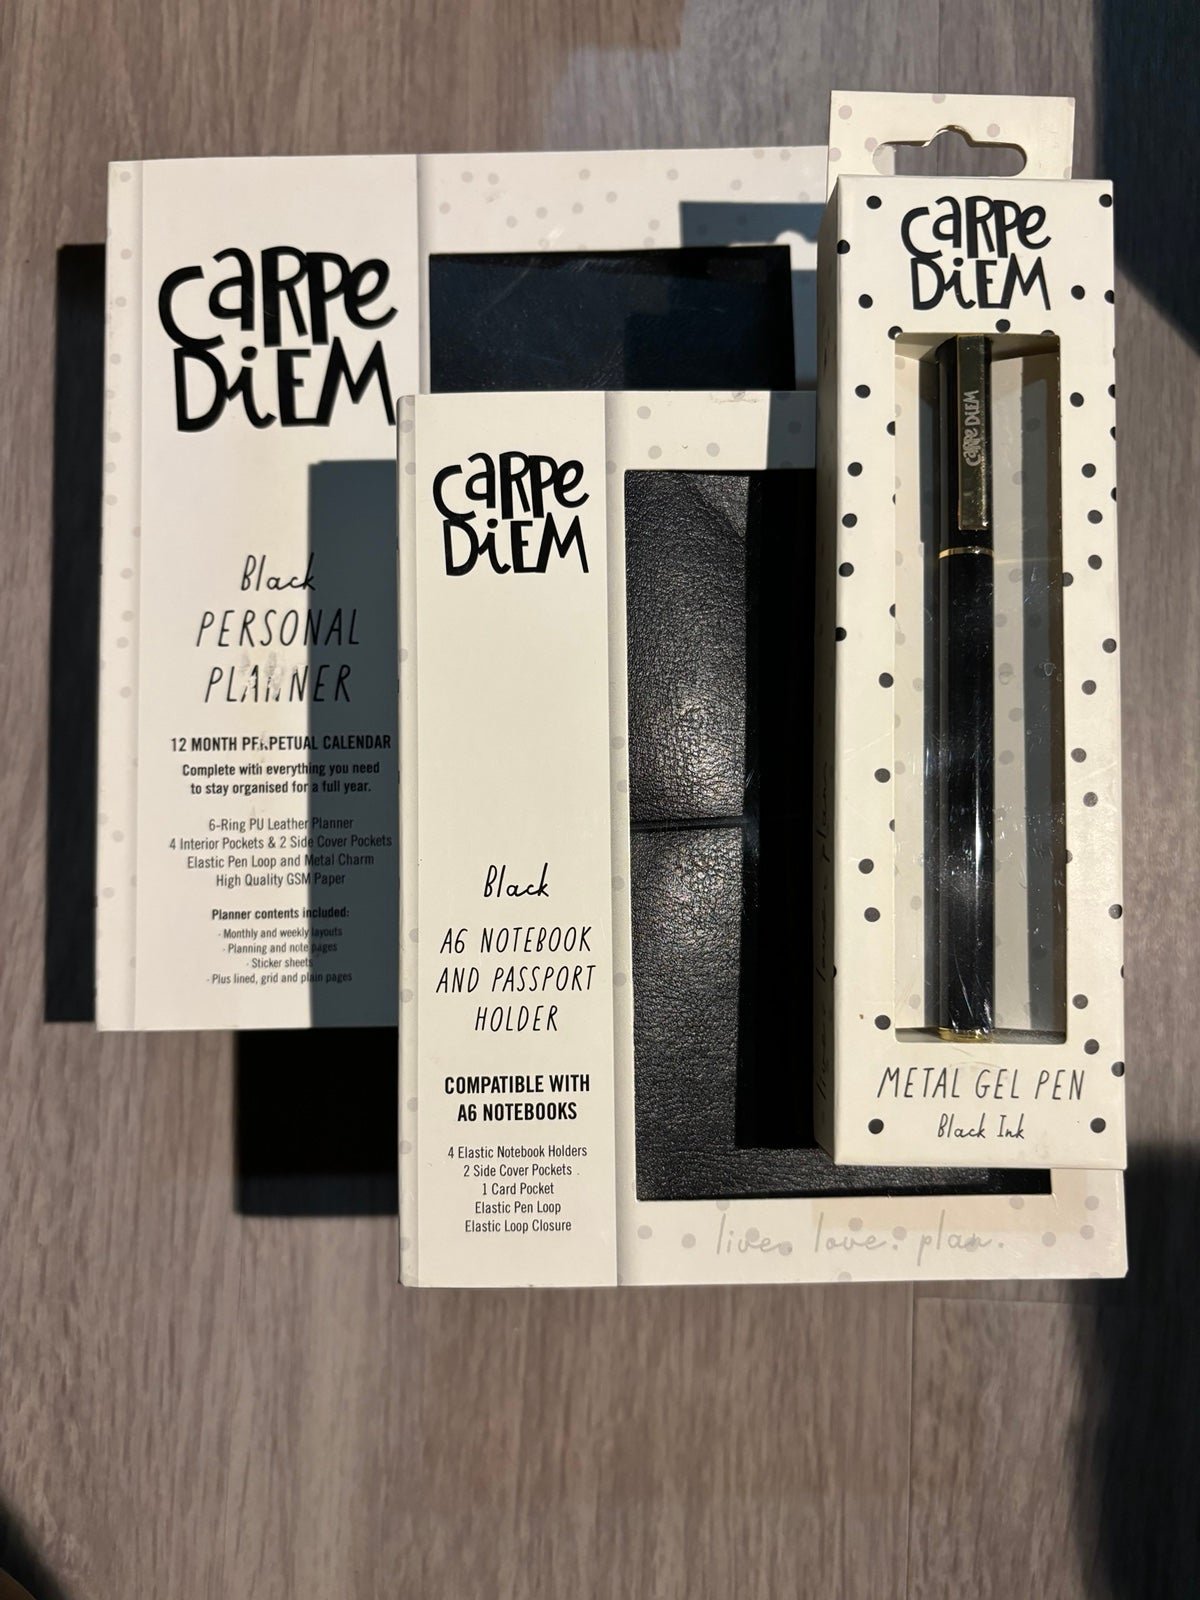 CARPE
DiEM
Black
PERSONAL
PLANNER
12 MONTH PERPETUAL CALENDAR
Complete with everything you need
to stay organised for a full year.
6-Ring PU Leather Planner
4 Interior Pockets & 2 Side Cover Pockets
Elastic Pen Loop and Metal Charm
High Quality GSM Paper
Planner contents included:
- Monthly and weekly layouts
- Planning and note pages
- Sticker sheets
- Plus lined, grid and plain pages
CARPE
DiEM
Black
A6 NOTEBOOK
AND PASSPORT
HOLDER
COMPATIBLE WITH
A6 NOTEBOOKS
4 Elastic Notebook Holders
2 Side Cover Pockets
1 Card Pocket
Elastic Pen Loop
Elastic Loop Closure
live. love. plan.
CARPE
DiEM
CARPE DIEM
METAL GEL PEN
Black Ink